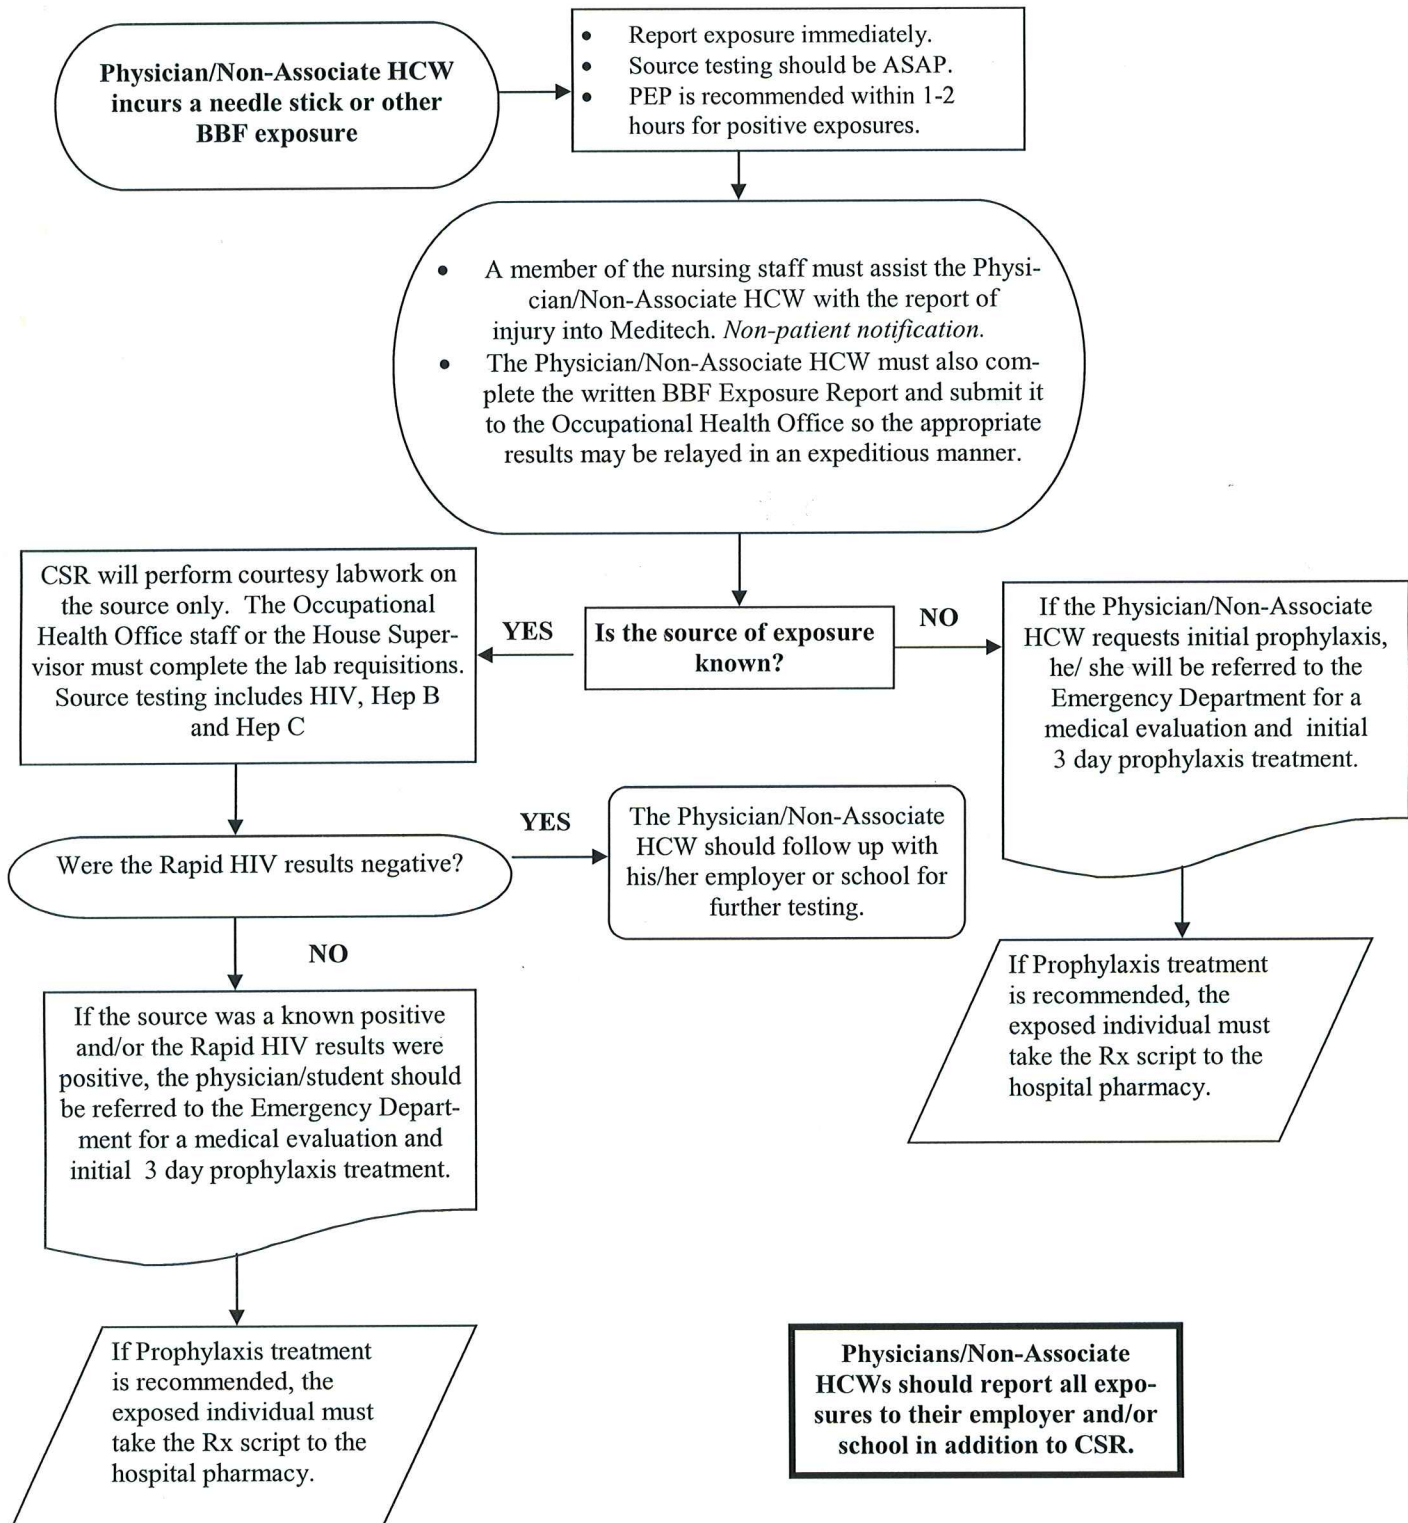 Physician/Non-Associate HCW
incurs a needle stick or other
BBF exposure
• Report exposure immediately.
• Source testing should be ASAP.
• PEP is recommended within 1-2
hours for positive exposures.
• A member of the nursing staff must assist the Physi-
cian/Non-Associate HCW with the report of
injury into Meditech. Non-patient notification.
• The Physician/Non-Associate HCW must also com-
plete the written BBF Exposure Report and submit it
to the Occupational Health Office so the appropriate
results may be relayed in an expeditious manner.
Is the source of exposure
known?
YES
CSR will perform courtesy labwork on
the source only. The Occupational
Health Office staff or the House Super-
visor must complete the lab requisitions.
Source testing includes HIV, Hep B
and Hep C
NO
If the Physician/Non-Associate
HCW requests initial prophylaxis,
he/ she will be referred to the
Emergency Department for a
medical evaluation and initial
3 day prophylaxis treatment.
If Prophylaxis treatment
is recommended, the
exposed individual must
take the Rx script to the
hospital pharmacy.
Were the Rapid HIV results negative?
YES
The Physician/Non-Associate
HCW should follow up with
his/her employer or school for
further testing.
NO
If the source was a known positive
and/or the Rapid HIV results were
positive, the physician/student should
be referred to the Emergency Depart-
ment for a medical evaluation and
initial 3 day prophylaxis treatment.
If Prophylaxis treatment
is recommended, the
exposed individual must
take the Rx script to the
hospital pharmacy.
Physicians/Non-Associate
HCWs should report all expo-
sures to their employer and/or
school in addition to CSR.